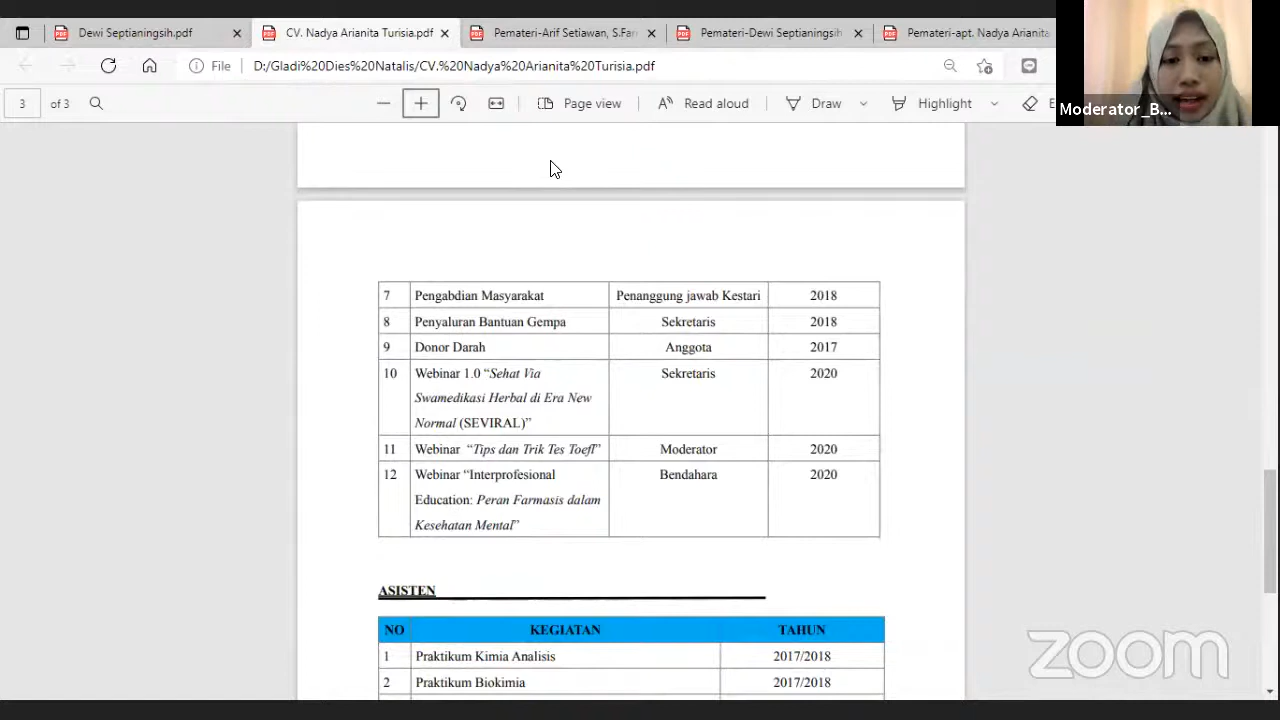 Dewi Septianingsih.pdf
CV. Nadya Arianita Turisia.pdf
Pemateri-Arif Setiawan, S.Far
Pemateri-Dewi Septianingsih
Pemateri-apt. Nadya Arianita
File
D:/Gladi%20Dies%20Natalis/CV.%20Nadya%20Arianita%20Turisia.pdf
3 of 3
Page view
Read aloud
Draw
Highlight
Moderator_B...
7 Pengabdian Masyarakat Penanggung jawab Kestari 2018
8 Penyaluran Bantuan Gempa Sekretaris 2018
9 Donor Darah Anggota 2017
10 Webinar 1.0 “Sehat Via Sekretaris 2020
Swamedikasi Herbal di Era New
Normal (SEVIRAL)”
11 Webinar “Tips dan Trik Tes Toefl” Moderator 2020
12 Webinar “Interprofesional Bendahara 2020
Education: Peran Farmasis dalam
Kesehatan Mental”
ASISTEN
NO KEGIATAN TAHUN
1 Praktikum Kimia Analisis 2017/2018
2 Praktikum Biokimia 2017/2018
zoom